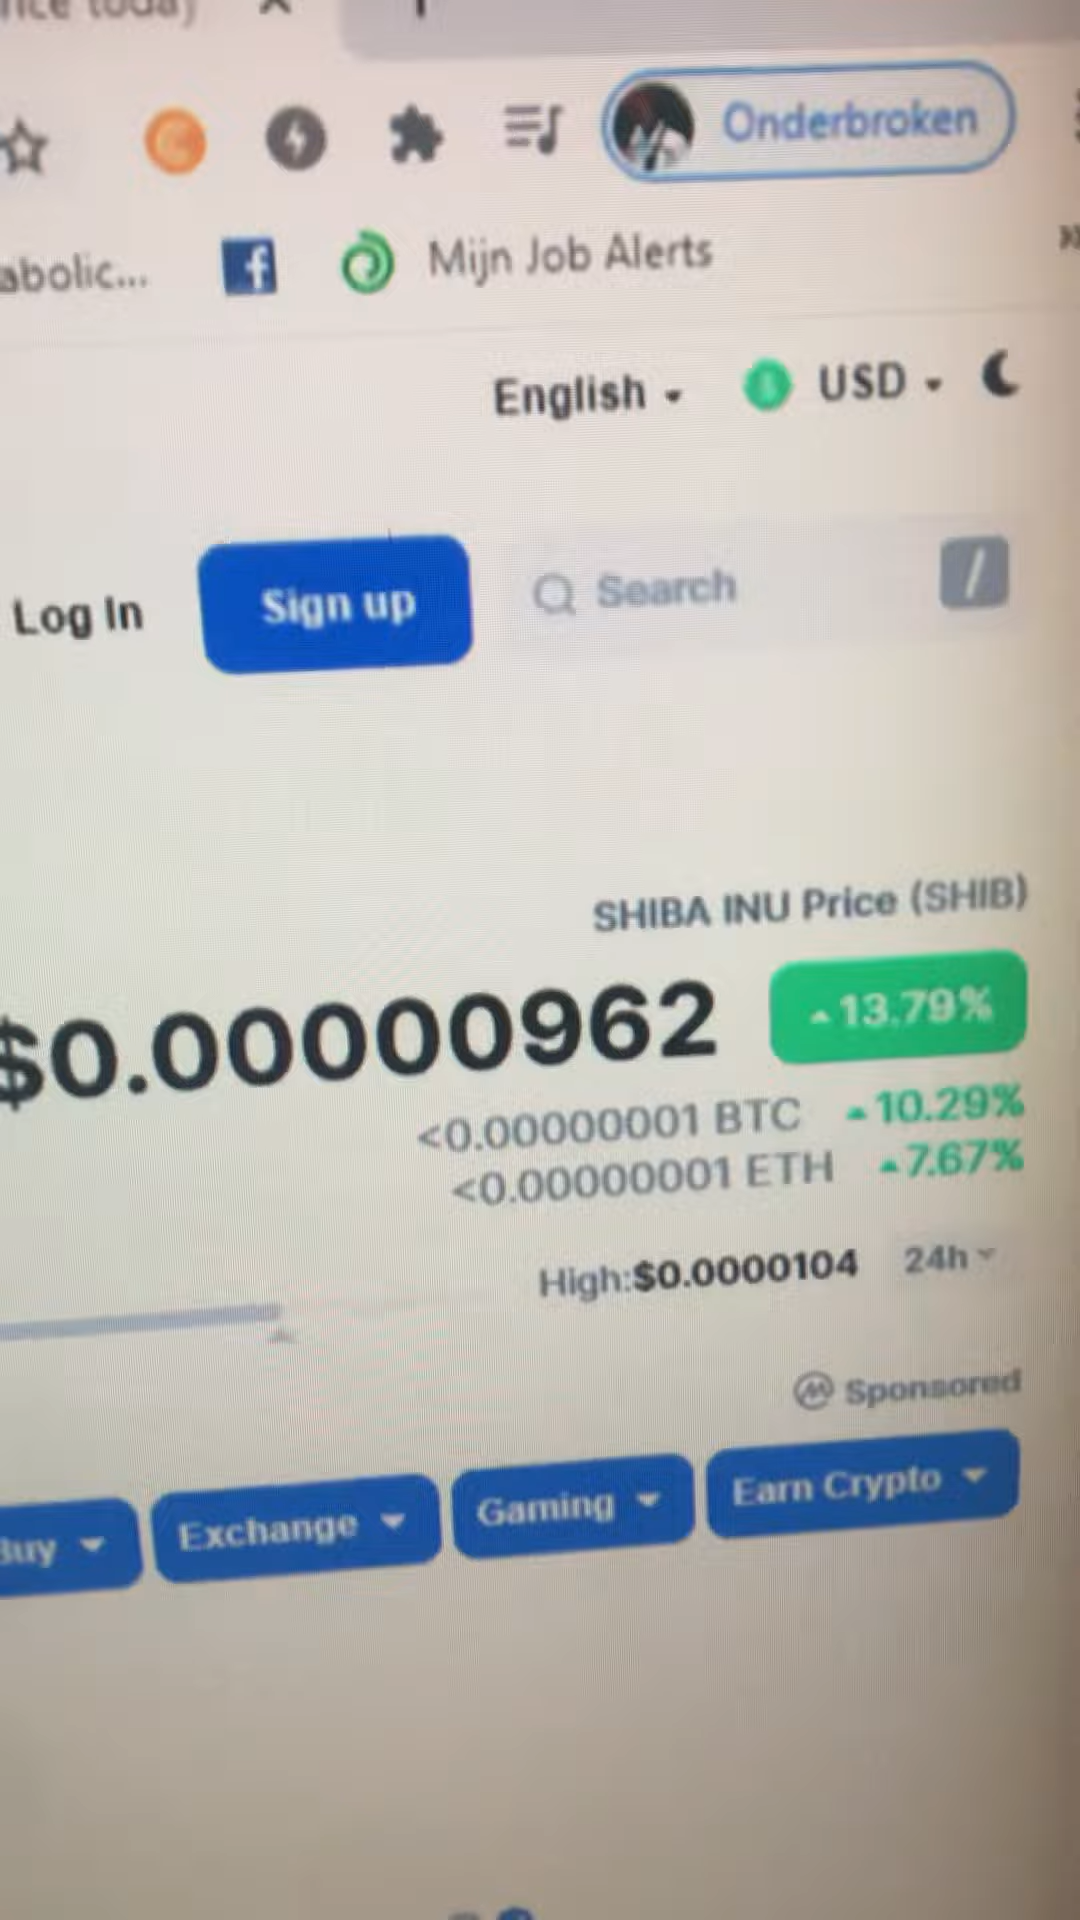 Onderbroken
abolic...
f
Mijn Job Alerts
English
USD
Log In
Sign up
Search
/
SHIBA INU Price (SHIB)
$0.00000962
13.79%
<0.00000001 BTC
10.29%
<0.00000001 ETH
7.67%
High:$0.0000104
24h
Sponsored
Buy
Exchange
Gaming
Earn Crypto